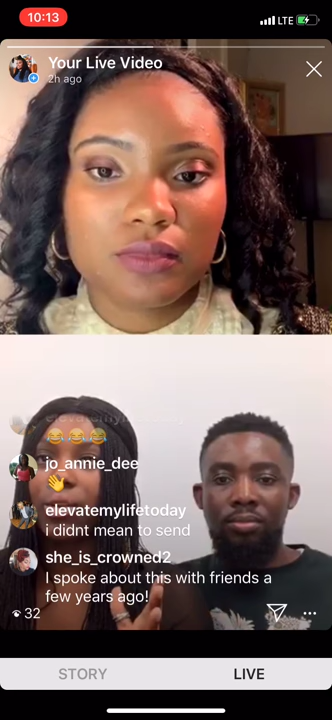 10:13
LTE
Your Live Video
2h ago
elevatemylifetoday
😂😂😂
jo_annie_dee
👋
elevatemylifetoday
i didnt mean to send
she_is_crowned2
I spoke about this with friends a
few years ago!
32
STORY
LIVE